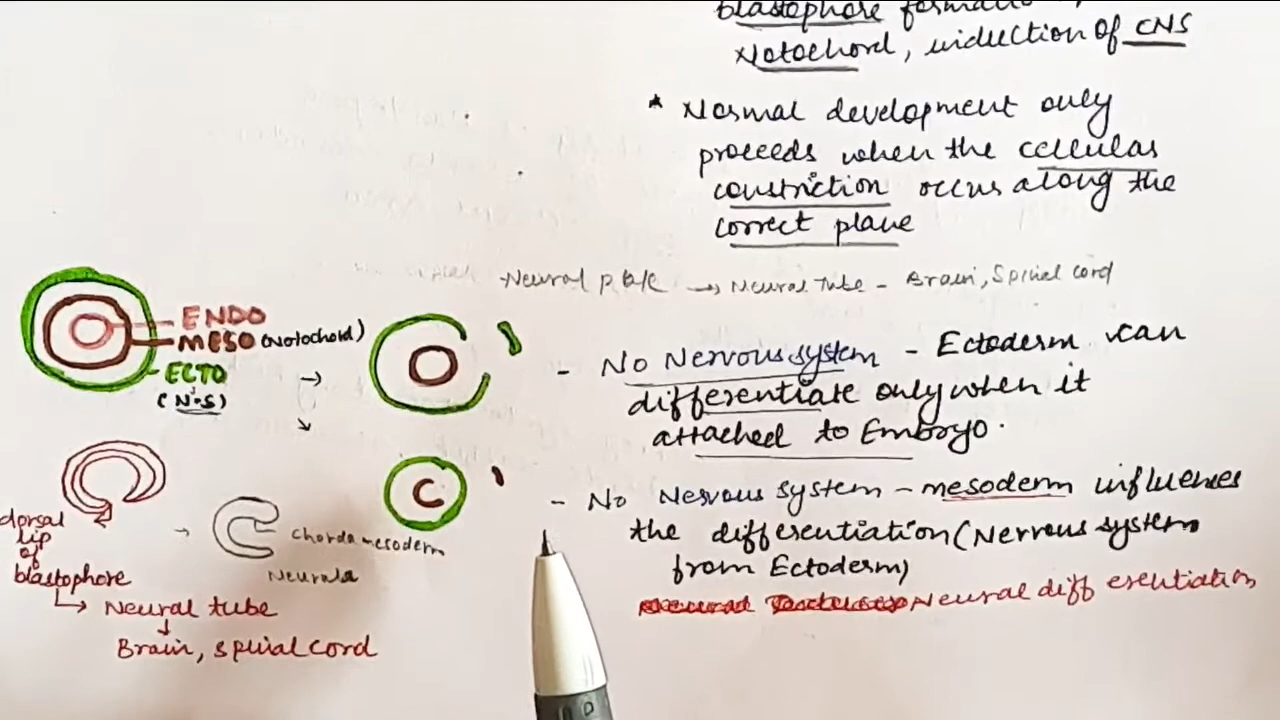 blastophore formatio
Notochord, induction of CNS
* Normal development only
proceeds when the cellular
constriction occurs along the
correct plane
Neural plate → Neural tube - Brain, Spinal cord
ENDO
MESO (Notochord)
ECTO
(N.S)
- No Nervous system - Ectoderm can
differentiate only when it
attached to Embryo.
- No Nervous system - mesoderm influences
the differentiation (Nervous system
from Ectoderm)
Neural differentiation
dorsal
lip
of
blastophore
Neural tube
Brain, spinal cord
Chorda mesoderm
Neurula